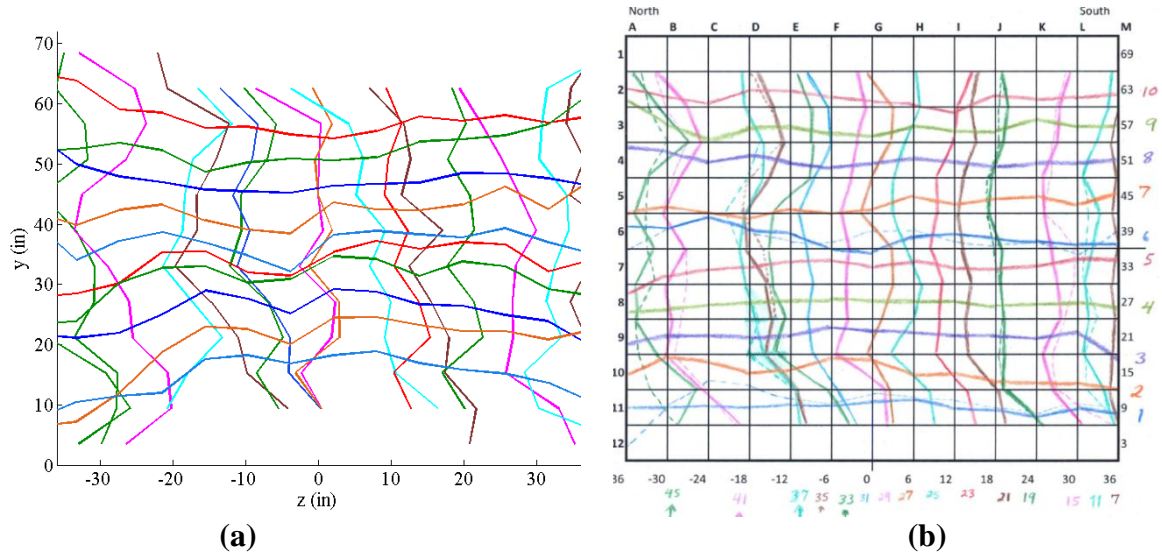 70
60
50
40
30
20
10
0
y (in)
-30 -20 -10 0 10 20 30
z (in)
(a)
North South
A B C D E F G H I J K L M
1 69
2 63 10
3 57 9
4 51 8
5 45 7
6 39 6
7 33 5
8 27 4
9 21 3
10 15 2
11 9 1
12 3
36 -30 -24 -18 -12 -6 0 6 12 18 24 30 36
45 41 37 35 33 31 29 27 25 23 21 19 15 11 7
(b)